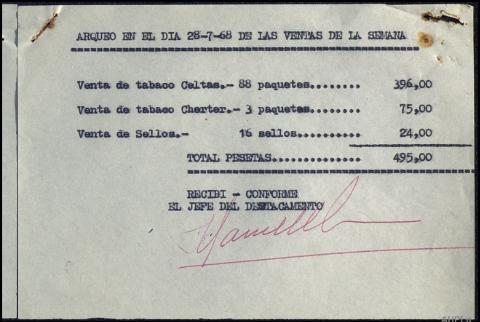 ARQUEO EN EL DIA 28-7-68 DE LAS VENTAS DE LA SEMANA
Venta de tabaco Celtas.- 88 paquetes......... 396,00
Venta de tabaco Cherter.- 3 paquetas......... 75,00
Venta de Sellos.- 16 sellos.......... 24,00
TOTAL PESETAS............... 495,00
RECIBI - CONFORME
EL JEFE DEL DESTACAMENTO